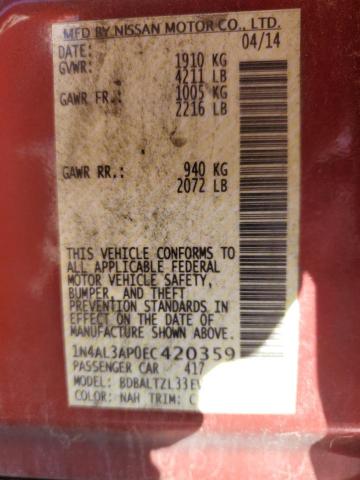 MFD BY NISSAN MOTOR CO., LTD.
DATE: 04/14
GVWR: 1910 KG
4211 LB
GAWR FR.: 1005 KG
2216 LB
GAWR RR.: 940 KG
2072 LB
THIS VEHICLE CONFORMS TO
ALL APPLICABLE FEDERAL
MOTOR VEHICLE SAFETY,
BUMPER, AND THEFT
PREVENTION STANDARDS
IN EFFECT ON THE DATE OF
MANUFACTURE SHOWN ABOVE.
1N4AL3AP0EC420359
PASSENGER CAR 417
MODEL: BDBALTZL33EV
COLOR: NAH TRIM: C